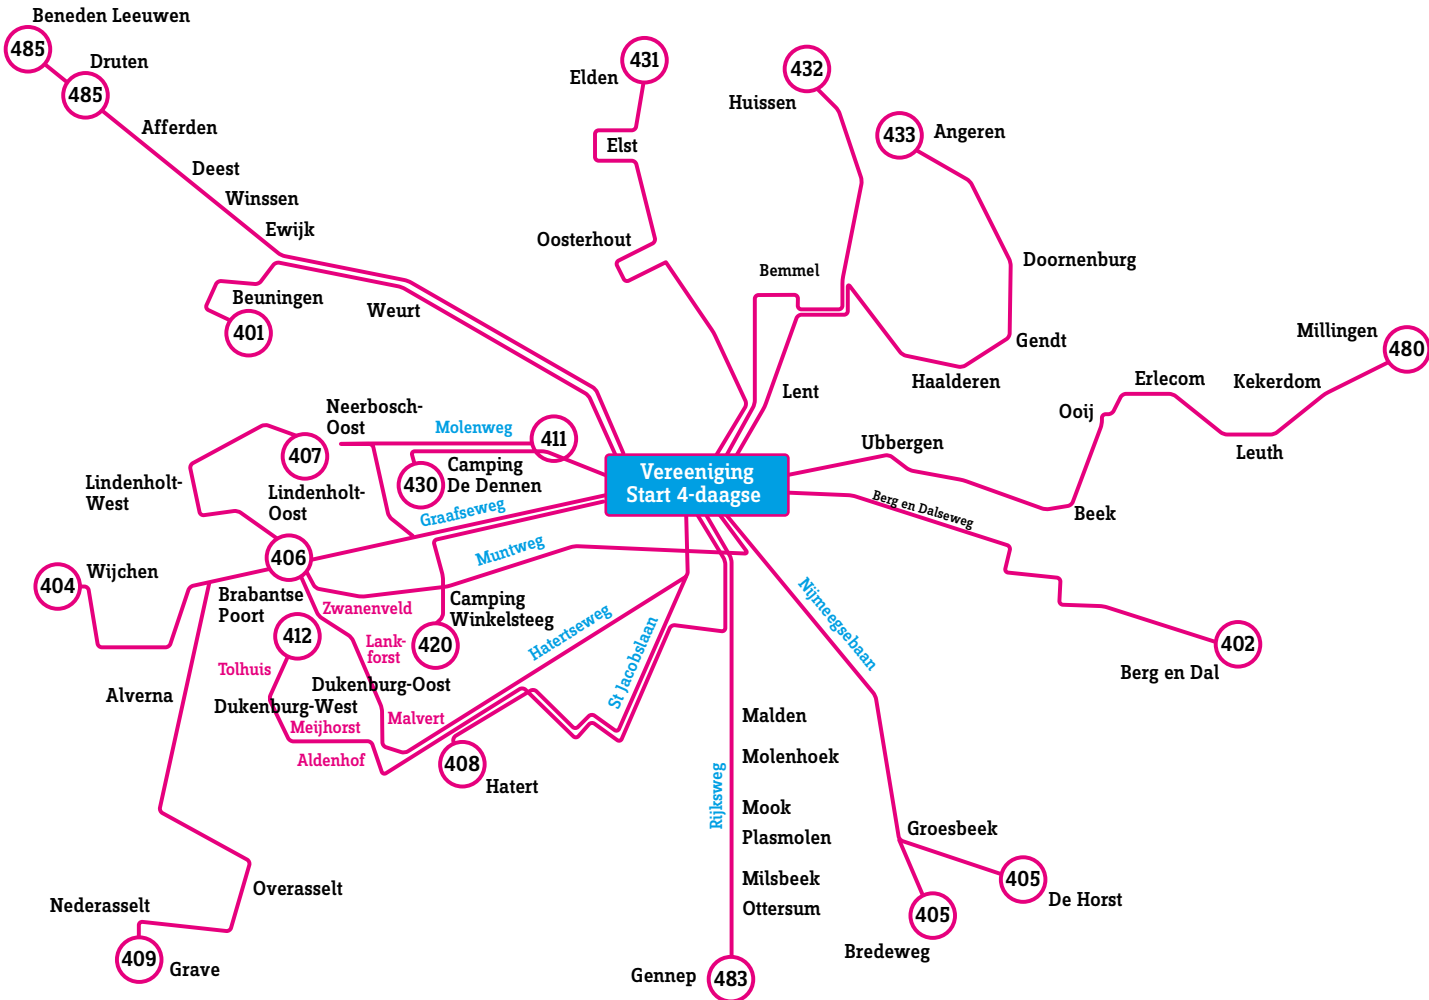 Beneden Leeuwen
485
Druten
485
Afferden
Deest
Winssen
Ewijk
Beuningen
401
Weurt
Elden
431
Elst
Oosterhout
432
Huissen
433
Angeren
Bemmel
Doornenburg
Gendt
Haalderen
Lent
Millingen
480
Kekerdom
Erlecom
Ooij
Leuth
Ubbergen
Beek
Berg en Dalseweg
402
Berg en Dal
Neerbosch-
Oost
Molenweg
411
407
430
Camping
De Dennen
Vereeniging
Start 4-daagse
Lindenholt-
West
Lindenholt-
Oost
Graafseweg
Muntweg
406
404
Wijchen
Brabantse
Poort
412
Zwanenveld
Lank-
forst
420
Camping
Winkelsteeg
Hatertseweg
St Jacobslaan
Nijmeegsebaan
Tolhuis
Dukenburg-Oost
Dukenburg-West
Alverna
Meijhorst
Malvert
Aldenhof
408
Hatert
Malden
Molenhoek
Rijksweg
Mook
Plasmolen
Milsbeek
Ottersum
Gennep
483
Groesbeek
405
De Horst
405
Bredeweg
Overasselt
Nederasselt
409
Grave